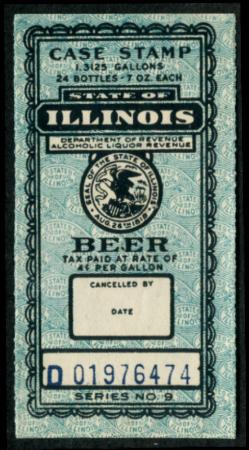 CASE STAMP
1.3125 GALLONS
24 BOTTLES - 7 OZ. EACH
STATE OF
ILLINOIS
DEPARTMENT OF REVENUE
ALCOHOLIC LIQUOR REVENUE
SEAL OF THE STATE OF ILLINOIS
AUG. 26TH 1818
BEER
TAX PAID AT RATE OF
4¢ PER GALLON
CANCELLED BY
DATE
D 01976474
SERIES NO. 9